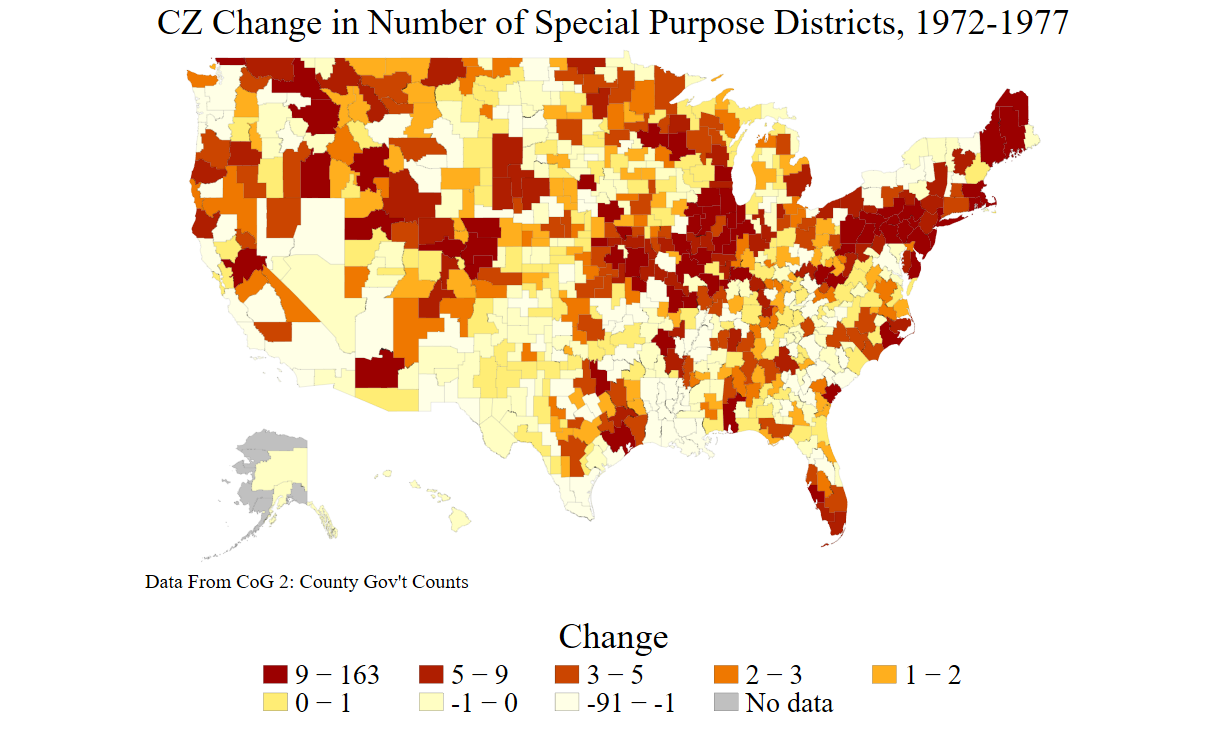 CZ Change in Number of Special Purpose Districts, 1972-1977
Data From CoG 2: County Gov't Counts
Change
9 − 163 5 − 9 3 − 5 2 − 3 1 − 2
0 − 1 -1 − 0 -91 − -1 No data